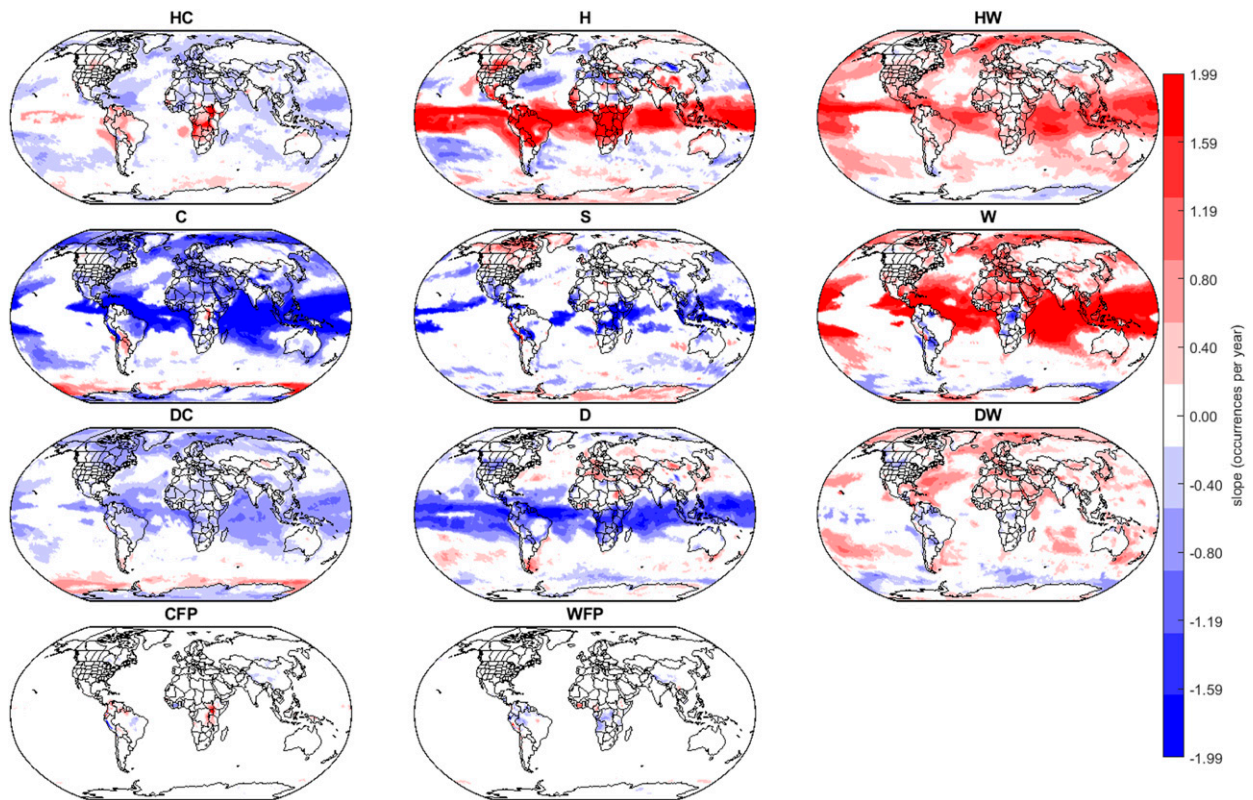 HC
H
HW
C
S
W
DC
D
DW
CFP
WFP
1.99
1.59
1.19
0.80
0.40
0.00
-0.40
-0.80
-1.19
-1.59
-1.99
slope (occurrences per year)